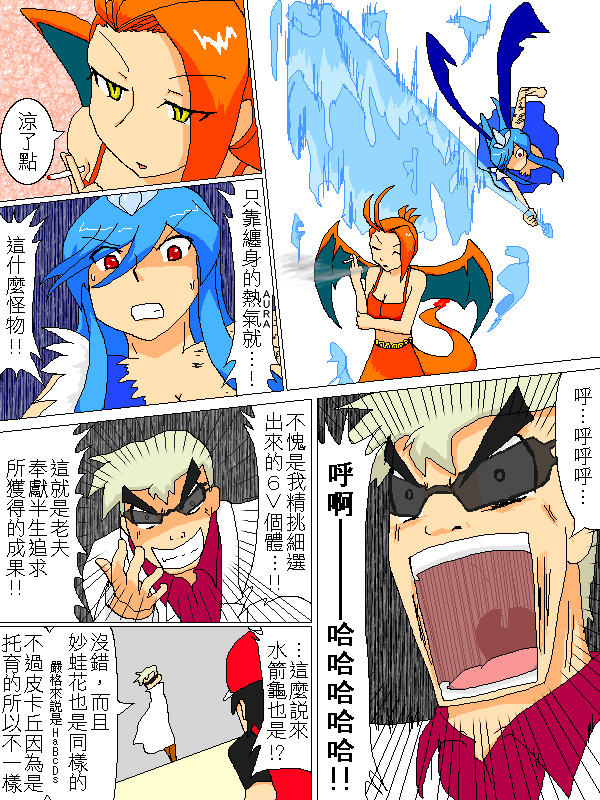 涼了點
只靠纏身的熱氣就…!
AURA
這什麼怪物!!
呼…呼呼呼…
呼啊——哈哈哈哈哈!!
不愧是我精挑細選
出來的6V個體…!!
這就是老夫
奉獻半生追求
所獲得的成果!!
…這麼說來
水箭龜也是!?
沒錯，而且
妙蛙花也是同樣的
嚴格來說是HaBCDs
不過皮卡丘因為是
托育的所以不一樣